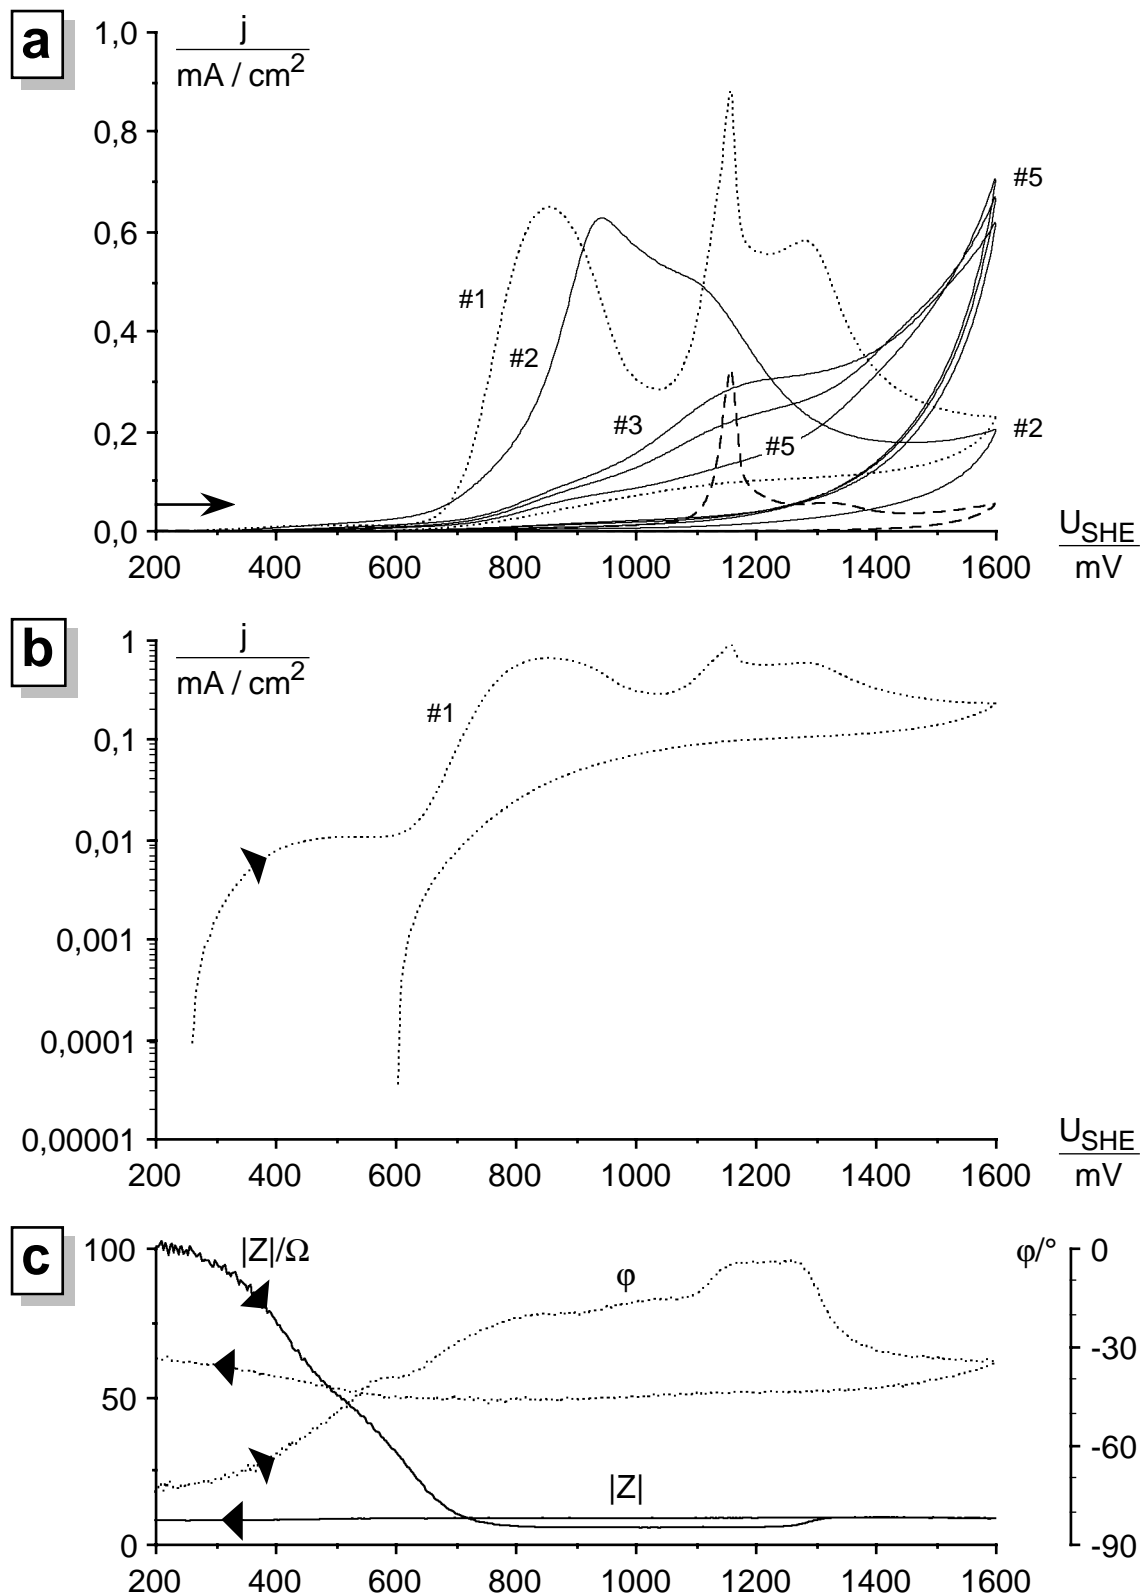 a
j
mA / cm2
1,0
0,8
0,6
0,4
0,2
0,0
#1
#2
#3
#5
#5
#2
200 400 600 800 1000 1200 1400 1600
USHE
mV
b
j
mA / cm2
1
0,1
0,01
0,001
0,0001
0,00001
#1
200 400 600 800 1000 1200 1400 1600
USHE
mV
c
|Z|/Ω
φ
φ/°
|Z|
100
50
0
0
-30
-60
-90
200 400 600 800 1000 1200 1400 1600